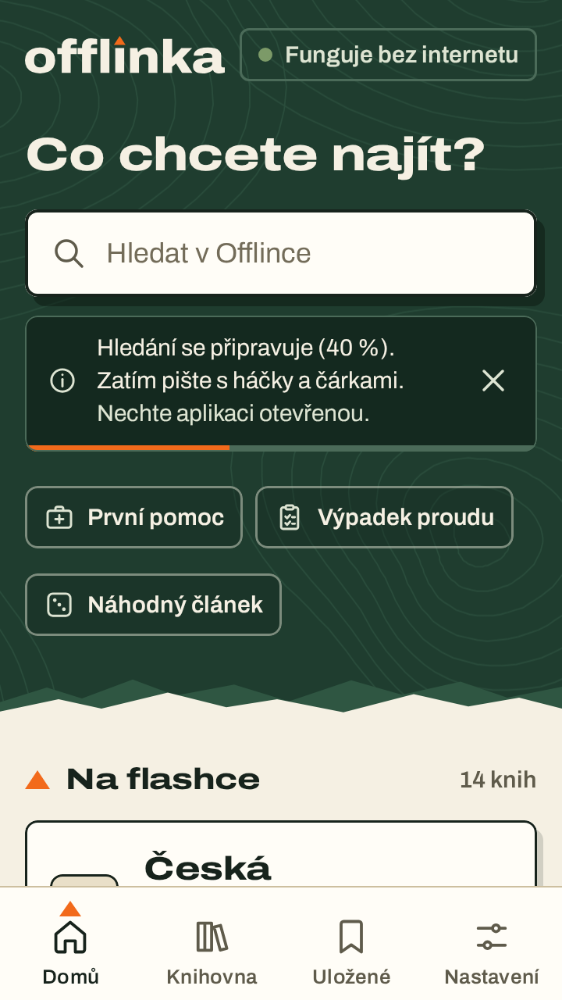 offlinka
Funguje bez internetu
Co chcete najít?
Hledat v Offlince
Hledání se připravuje (40 %).
Zatím pište s háčky a čárkami.
Nechte aplikaci otevřenou.
První pomoc
Výpadek proudu
Náhodný článek
Na flashce
14 knih
Česká
Domů
Knihovna
Uložené
Nastavení